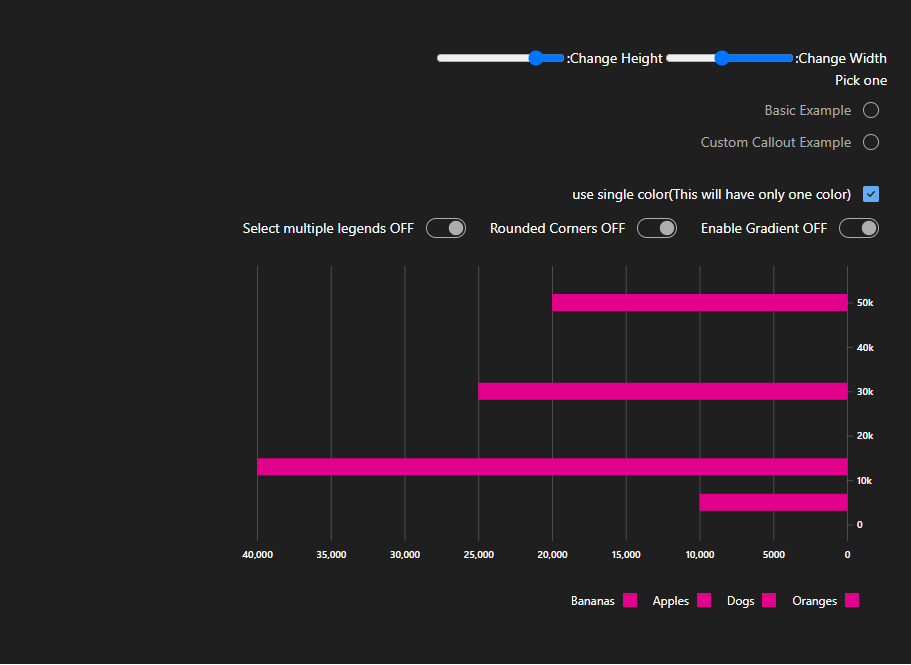 :Change Height :Change Width
Pick one
Basic Example
Custom Callout Example
use single color(This will have only one color)
Select multiple legends OFF Rounded Corners OFF Enable Gradient OFF
50k
40k
30k
20k
10k
0
40,000 35,000 30,000 25,000 20,000 15,000 10,000 5000 0
Bananas Apples Dogs Oranges